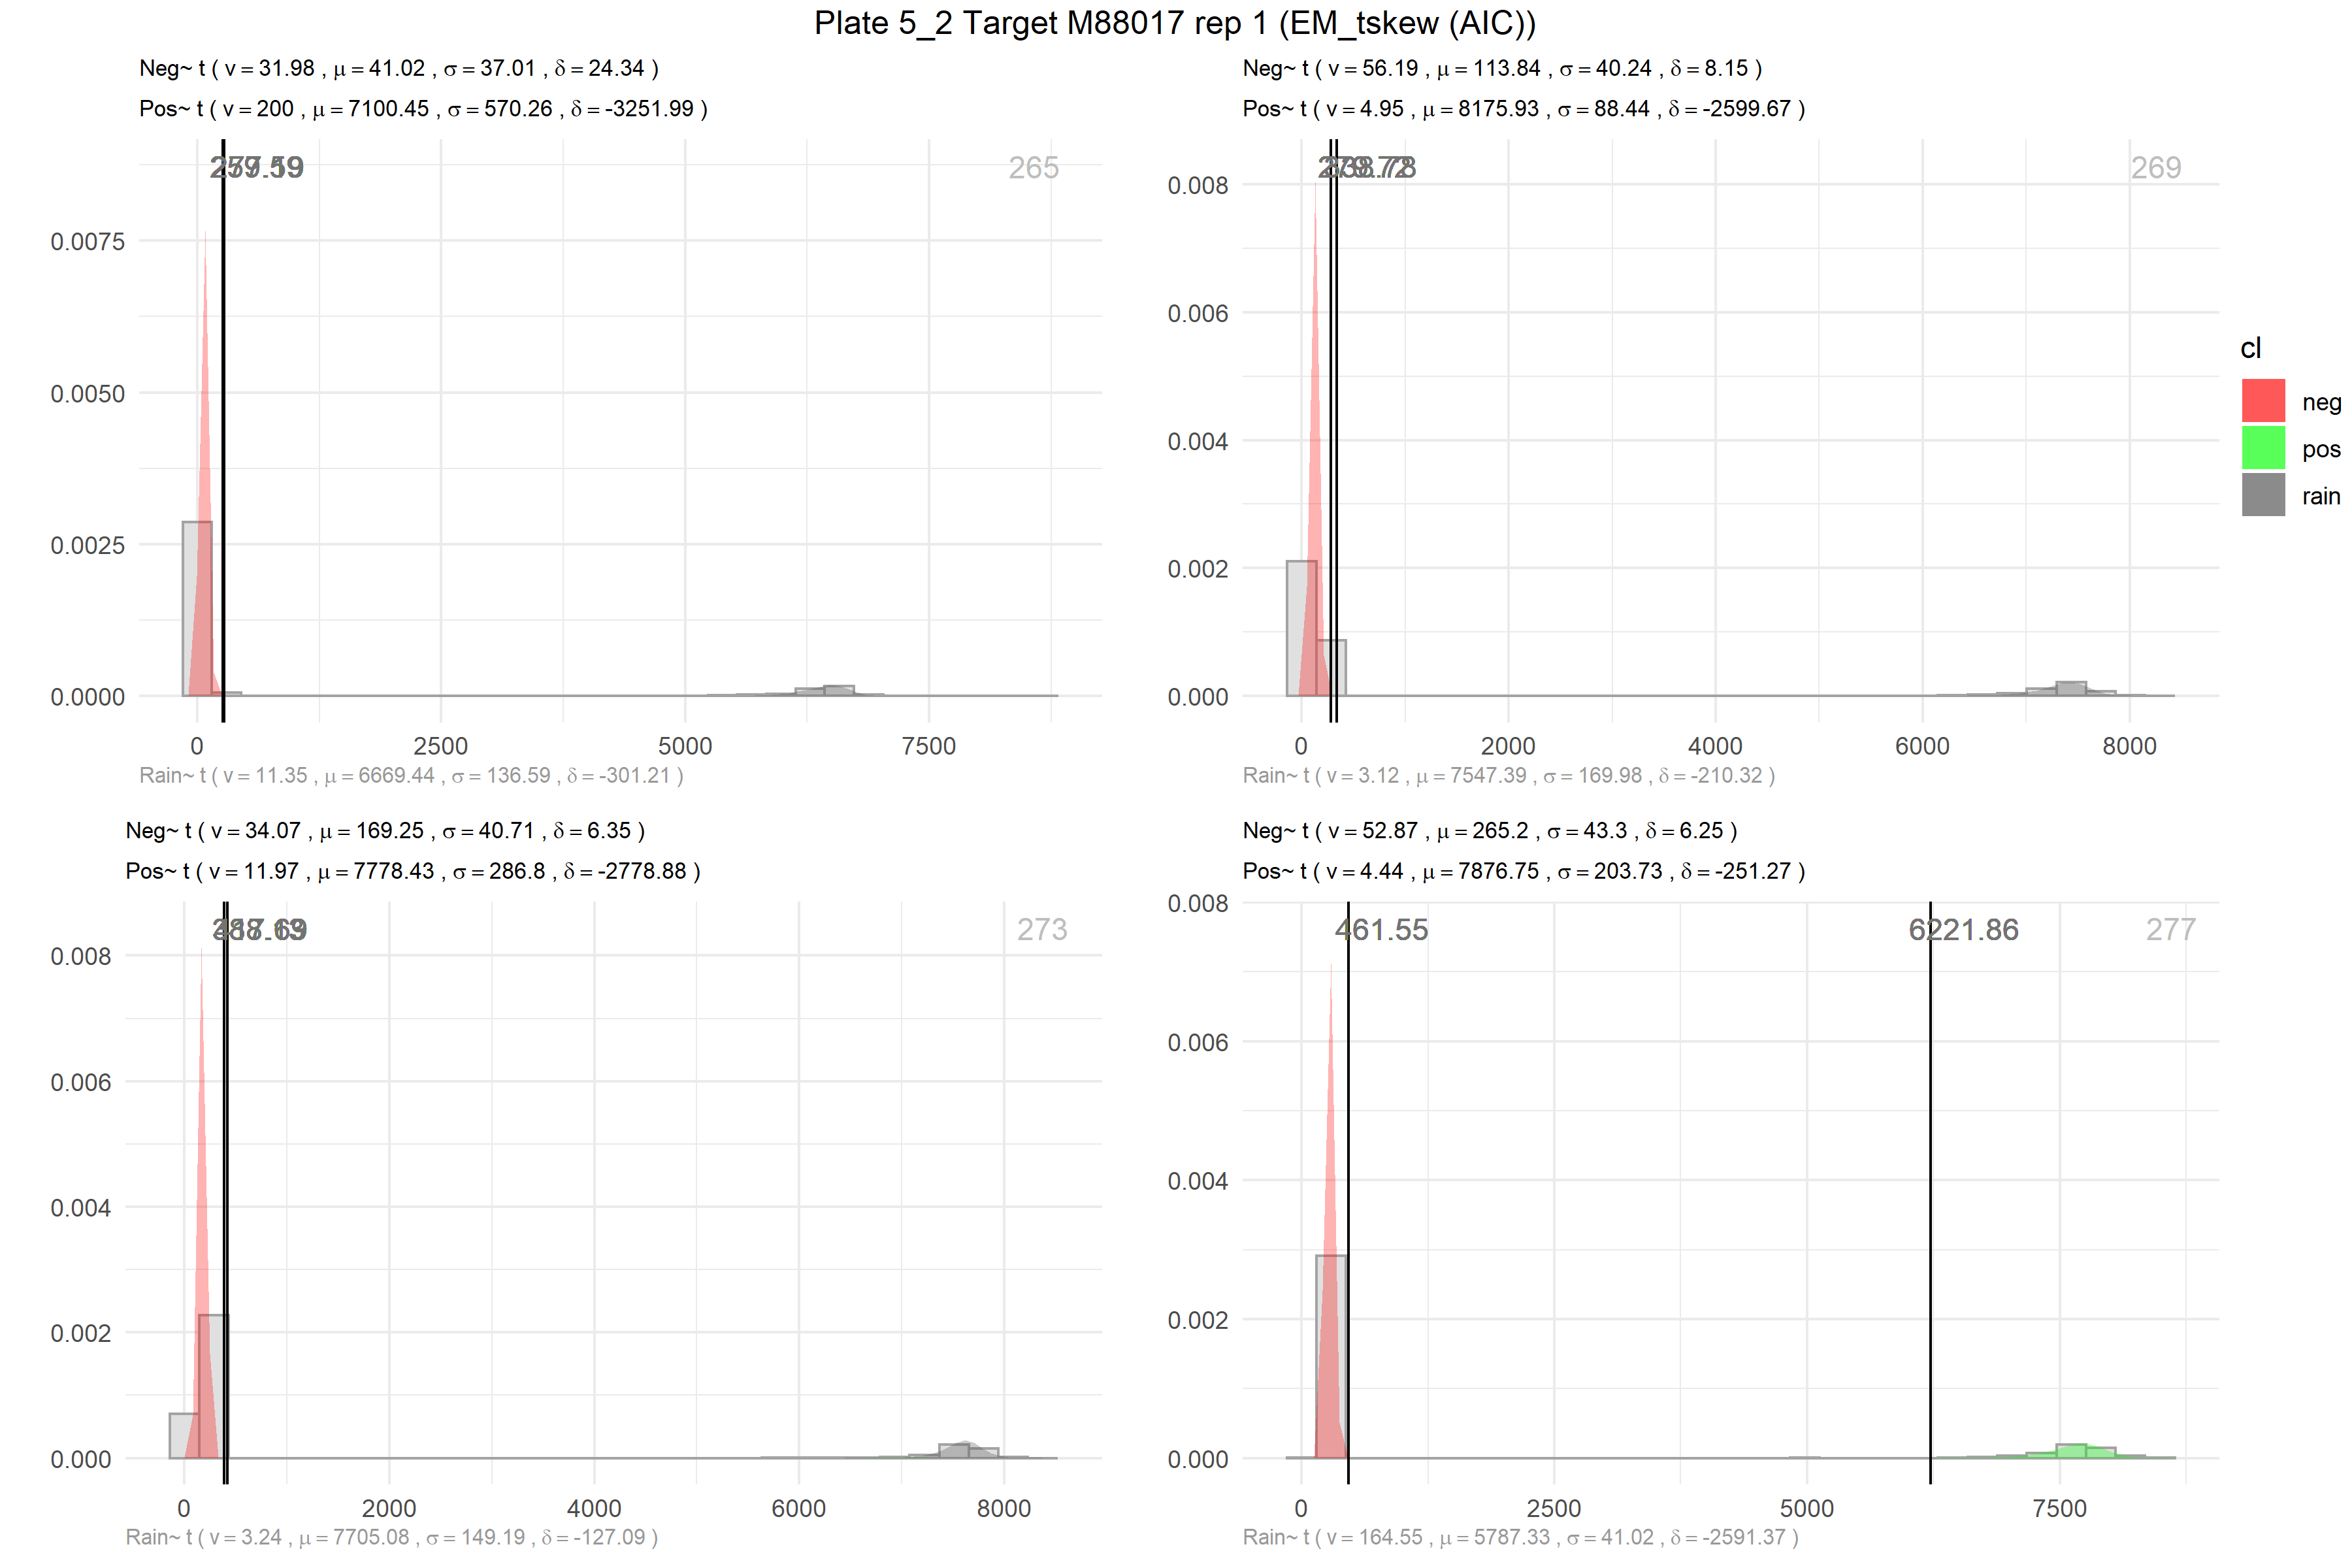 Plate 5_2 Target M88017 rep 1 (EM_tskew (AIC))
Neg~ t ( v = 31.98 , μ = 41.02 , σ = 37.01 , δ = 24.34 )
Pos~ t ( v = 200 , μ = 7100.45 , σ = 570.26 , δ = -3251.99 )
265
0.0075
0.0050
0.0025
0.0000
0 2500 5000 7500
Rain~ t ( v = 11.35 , μ = 6669.44 , σ = 136.59 , δ = -301.21 )
Neg~ t ( v = 56.19 , μ = 113.84 , σ = 40.24 , δ = 8.15 )
Pos~ t ( v = 4.95 , μ = 8175.93 , σ = 88.44 , δ = -2599.67 )
269
0.008
0.006
0.004
0.002
0.000
0 2000 4000 6000 8000
Rain~ t ( v = 3.12 , μ = 7547.39 , σ = 169.98 , δ = -210.32 )
cl
neg
pos
rain
Neg~ t ( v = 34.07 , μ = 169.25 , σ = 40.71 , δ = 6.35 )
Pos~ t ( v = 11.97 , μ = 7778.43 , σ = 286.8 , δ = -2778.88 )
273
0.008
0.006
0.004
0.002
0.000
0 2000 4000 6000 8000
Rain~ t ( v = 3.24 , μ = 7705.08 , σ = 149.19 , δ = -127.09 )
Neg~ t ( v = 52.87 , μ = 265.2 , σ = 43.3 , δ = 6.25 )
Pos~ t ( v = 4.44 , μ = 7876.75 , σ = 203.73 , δ = -251.27 )
461.55 6221.86 277
0.008
0.006
0.004
0.002
0.000
0 2500 5000 7500
Rain~ t ( v = 164.55 , μ = 5787.33 , σ = 41.02 , δ = -2591.37 )